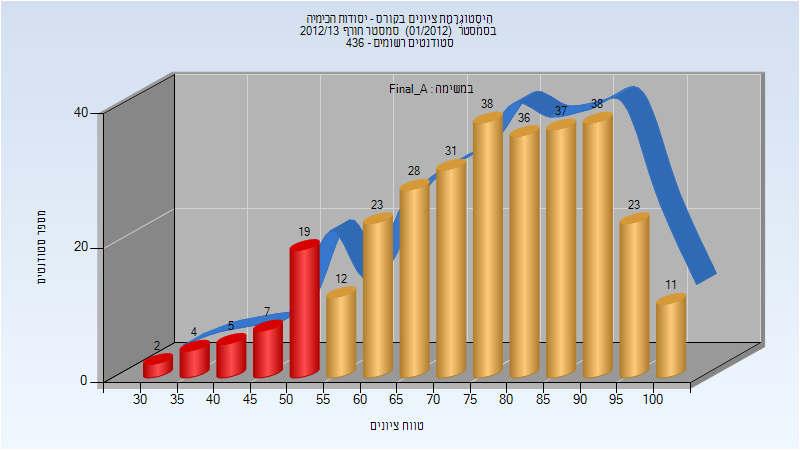 היסטוגרמת ציונים בקורס - יסודות הכימיה
בסמסטר (01/2012) סמסטר חורף 2012/13
סטודנטים רשומים - 436
במשימה : Final_A
מספר סטודנטים
40
20
0
2
4
5
7
19
12
23
28
31
38
36
37
38
23
11
30 35 40 45 50 55 60 65 70 75 80 85 90 95 100
טווח ציונים